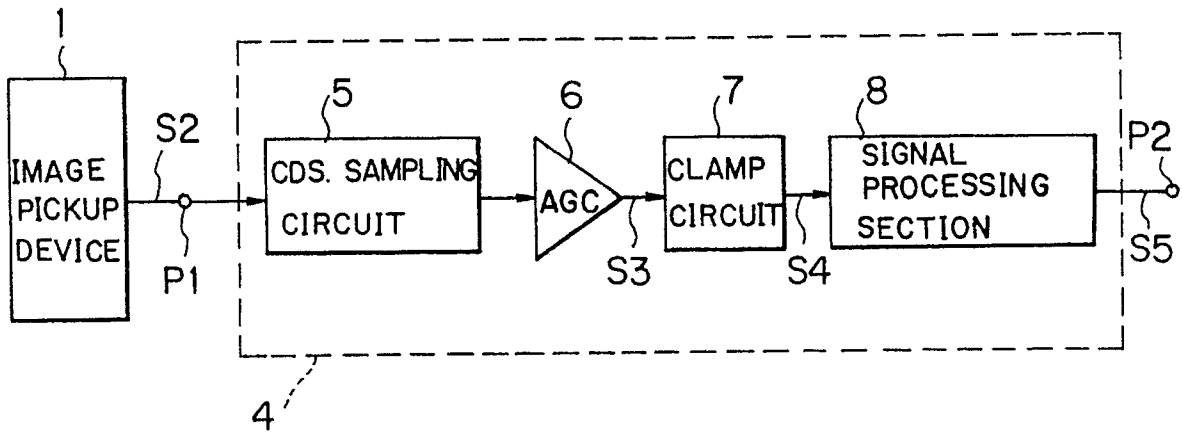 1
IMAGE
PICKUP
DEVICE
S2
P1
5
CDS. SAMPLING
CIRCUIT
6
AGC
S3
7
CLAMP
CIRCUIT
S4
8
SIGNAL
PROCESSING
SECTION
P2
S5
4